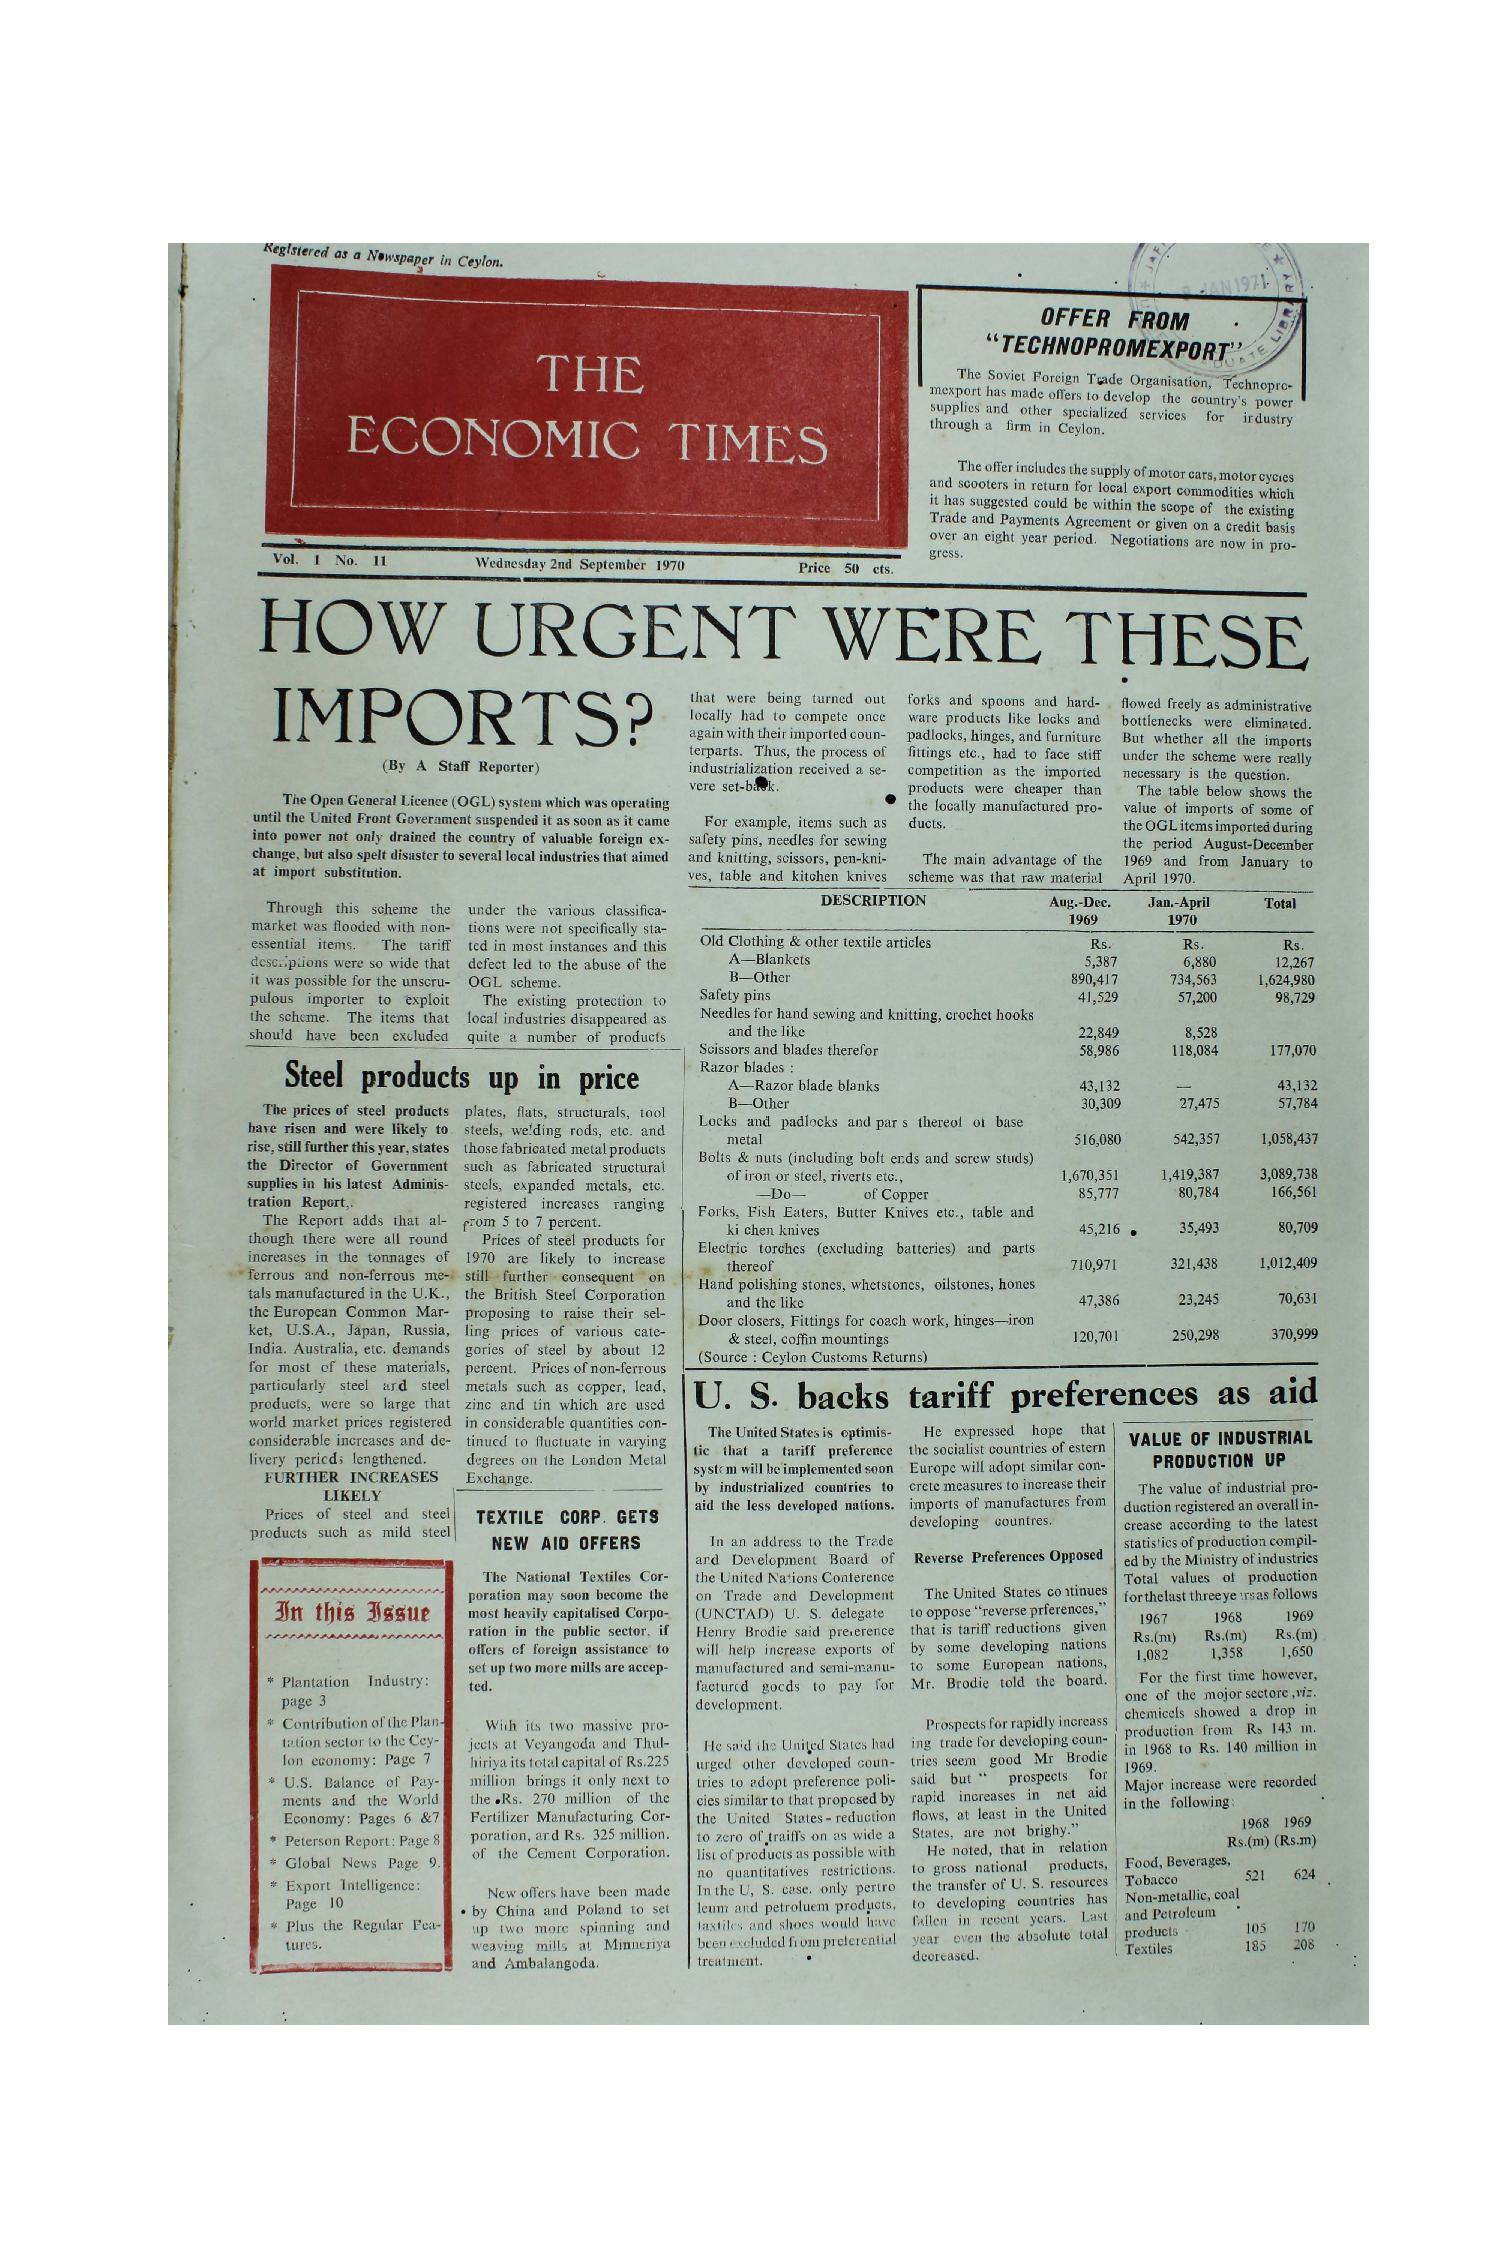 Registered as a Newspaper in Ceylon.
8 JAN 1971
THE
ECONOMIC TIMES
Vol. 1 No. 11
Wednesday 2nd September 1970
Price 50 cts.
OFFER FROM
“TECHNOPROMEXPORT”
The Soviet Foreign Trade Organisation, Technopro-
mexport has made offers to develop the country's power
supplies and other specialized services for irdustry
through a firm in Ceylon.
The offer includes the supply of motor cars, motor cycies
and scooters in return for local export commodities which
it has suggested could be within the scope of the existing
Trade and Payments Agreement or given on a credit basis
over an eight year period. Negotiations are now in pro-
gress.
HOW URGENT WERE THESE
IMPORTS?
(By A Staff Reporter)
The Open General Licence (OGL) system which was operating
until the United Front Government suspended it as soon as it came
into power not only drained the country of valuable foreign ex-
change, but also spelt disaster to several local industries that aimed
at import substitution.
Through this scheme the
market was flooded with non-
essential items. The tariff
descriptions were so wide that
it was possible for the unscru-
pulous importer to exploit
the scheme. The items that
should have been excluded
under the various classifica-
tions were not specifically sta-
ted in most instances and this
defect led to the abuse of the
OGL scheme.
The existing protection to
local industries disappeared as
quite a number of products
that were being turned out
locally had to compete once
again with their imported coun-
terparts. Thus, the process of
industrialization received a se-
vere set-back.
For example, items such as
safety pins, needles for sewing
and knitting, scissors, pen-kni-
ves, table and kitchen knives
forks and spoons and hard-
ware products like locks and
padlocks, hinges, and furniture
fittings etc., had to face stiff
competition as the imported
products were cheaper than
the locally manufactured pro-
ducts.
The main advantage of the
scheme was that raw material
flowed freely as administrative
bottlenecks were eliminated.
But whether all the imports
under the scheme were really
necessary is the question.
The table below shows the
value of imports of some of
the OGL items imported during
the period August-December
1969 and from January to
April 1970.
DESCRIPTION Aug.-Dec. Jan.-April Total
1969 1970
Old Clothing & other textile articles Rs. Rs. Rs.
A—Blankets 5,387 6,880 12,267
B—Other 890,417 734,563 1,624,980
Safety pins 41,529 57,200 98,729
Needles for hand sewing and knitting, crochet hooks
and the like 22,849 8,528
Scissors and blades therefor 58,986 118,084 177,070
Razor blades :
A—Razor blade blanks 43,132 — 43,132
B—Other 30,309 27,475 57,784
Locks and padlocks and par s thereof of base
metal 516,080 542,357 1,058,437
Bolts & nuts (including bolt ends and screw studs)
of iron or steel, riverts etc., 1,670,351 1,419,387 3,089,738
—Do— of Copper 85,777 80,784 166,561
Forks, Fish Eaters, Butter Knives etc., table and
ki chen knives 45,216 35,493 80,709
Electric torches (excluding batteries) and parts
thereof 710,971 321,438 1,012,409
Hand polishing stones, whetstones, oilstones, hones
and the like 47,386 23,245 70,631
Door closers, Fittings for coach work, hinges—iron
& steel, coffin mountings 120,701 250,298 370,999
(Source : Ceylon Customs Returns)
Steel products up in price
The prices of steel products
have risen and were likely to
rise, still further this year, states
the Director of Government
supplies in his latest Adminis-
tration Report,.
The Report adds that al-
though there were all round
increases in the tonnages of
ferrous and non-ferrous me-
tals manufactured in the U.K.,
the European Common Mar-
ket, U.S.A., Japan, Russia,
India. Australia, etc. demands
for most of these materials,
particularly steel ard steel
products, were so large that
world market prices registered
considerable increases and de-
livery periods lengthened.
FURTHER INCREASES
LIKELY
Prices of steel and steel
products such as mild steel
plates, flats, structurals, tool
steels, welding rods, etc. and
those fabricated metal products
such as fabricated structural
steels, expanded metals, etc.
registered increases ranging
from 5 to 7 percent.
Prices of steel products for
1970 are likely to increase
still further consequent on
the British Steel Corporation
proposing to raise their sel-
ling prices of various cate-
gories of steel by about 12
percent. Prices of non-ferrous
metals such as copper, lead,
zinc and tin which are used
in considerable quantities con-
tinued to fluctuate in varying
degrees on the London Metal
Exchange.
In this Issue
* Plantation Industry:
page 3
* Contribution of the Plan-
tation sector to the Cey-
lon economy: Page 7
* U.S. Balance of Pay-
ments and the World
Economy: Pages 6 &7
* Peterson Report: Page 8
* Global News Page 9.
* Export Intelligence:
Page 10
* Plus the Regular Fea-
tures.
TEXTILE CORP. GETS
NEW AID OFFERS
The National Textiles Cor-
poration may soon become the
most heavily capitalised Corpo-
ration in the public sector, if
offers of foreign assistance to
set up two more mills are accep-
ted.
With its two massive pro-
jects at Veyangoda and Thul-
hiriya its total capital of Rs.225
million brings it only next to
the Rs. 270 million of the
Fertilizer Manufacturing Cor-
poration, ard Rs. 325 million.
of the Cement Corporation.
New offers have been made
by China and Poland to set
up two more spinning and
weaving mills at Minneriya
and Ambalangoda.
U. S. backs tariff preferences as aid
The United States is optimis-
tic that a tariff preference
system will be implemented soon
by industrialized countries to
aid the less developed nations.
In an address to the Trade
ard Development Board of
the United Nations Conference
on Trade and Development
(UNCTAD) U. S. delegate
Henry Brodie said preference
will help increase exports of
manufactured and semi-manu-
factured goods to pay for
development.
He said the United States had
urged other developed coun-
tries to adopt preference poli-
cies similar to that proposed by
the United States - reduction
to zero of traiffs on as wide a
list of products as possible with
no quantitatives restrictions.
In the U, S. case. only pertro
leum and petroluem products,
taxtiles and shoes would have
been excluded from preferential
treatment.
He expressed hope that
the socialist countries of estern
Europe will adopt similar con-
crete measures to increase their
imports of manufactures from
developing countres.
Reverse Preferences Opposed
The United States co itinues
to oppose “reverse prferences,”
that is tariff reductions given
by some developing nations
to some European nations,
Mr. Brodie told the board.
Prospects for rapidly increass
ing trade for developing coun-
tries seem good Mr Brodie
said but “ prospects for
rapid increases in net aid
flows, at least in the United
States, are not brighy.”
He noted, that in relation
to gross national products,
the transfer of U. S. resources
to developing countries has
fallen in recent years. Last
year even the absolute total
decreased.
VALUE OF INDUSTRIAL
PRODUCTION UP
The value of industrial pro-
duction registered an overall in-
crease according to the latest
statistics of production compil-
ed by the Ministry of industries
Total values of production
for the last three ye rs as follows
1967 1968 1969
Rs.(m) Rs.(m) Rs.(m)
1,082 1,358 1,650
For the first time however,
one of the mojor sectore ,viz.
chemicels showed a drop in
production from Rs 143 m.
in 1968 to Rs. 140 million in
1969.
Major increase were recorded
in the following:
1968 1969
Rs.(m) (Rs.m)
Food, Beverages,
Tobacco 521 624
Non-metallic, coal
and Petroleum
products 105 170
Textiles 185 208